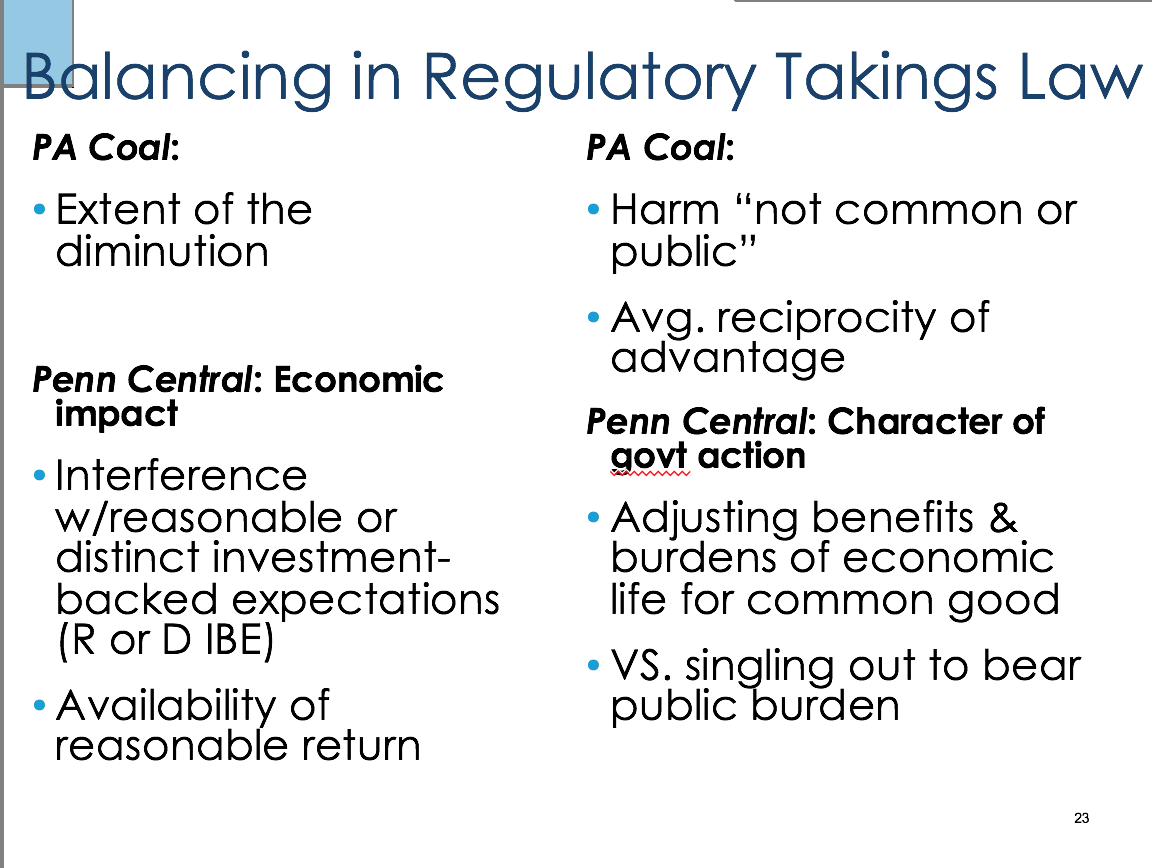 Balancing in Regulatory Takings Law
PA Coal:
• Extent of the
diminution
Penn Central: Economic
impact
• Interference
w/reasonable or
distinct investment-
backed expectations
(R or D IBE)
• Availability of
reasonable return
PA Coal:
• Harm “not common or
public”
• Avg. reciprocity of
advantage
Penn Central: Character of
govt action
• Adjusting benefits &
burdens of economic
life for common good
• VS. singling out to bear
public burden
23